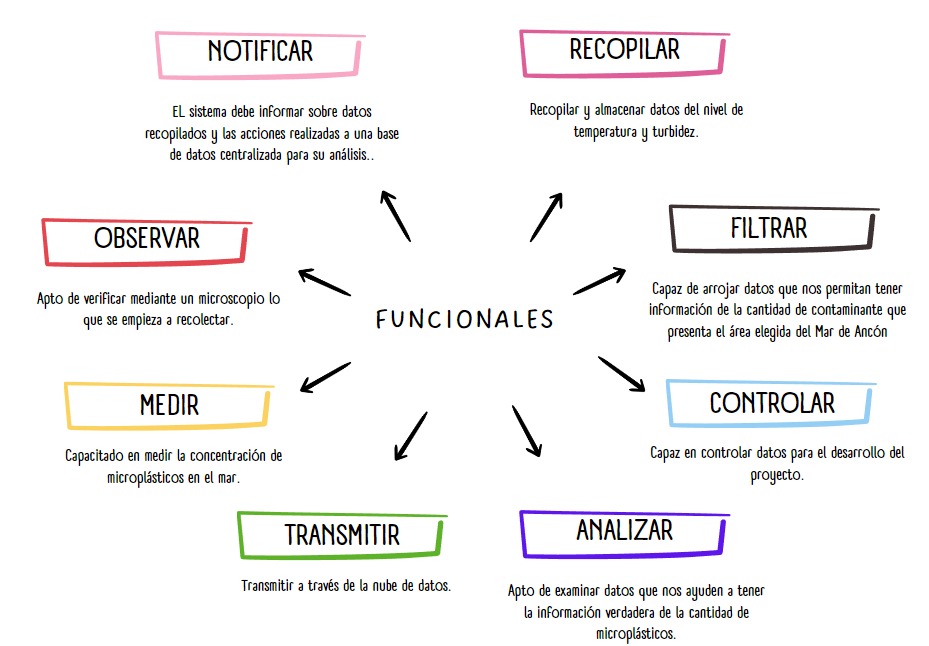 NOTIFICAR
EL sistema debe informar sobre datos
recopilados y las acciones realizadas a una base
de datos centralizada para su análisis..
RECOPILAR
Recopilar y almacenar datos del nivel de
temperatura y turbidez.
OBSERVAR
Apto de verificar mediante un microscopio lo
que se empieza a recolectar.
FILTRAR
Capaz de arrojar datos que nos permitan tener
información de la cantidad de contaminante que
presenta el área elegida del Mar de Ancón
FUNCIONALES
MEDIR
Capacitado en medir la concentración de
microplásticos en el mar.
CONTROLAR
Capaz en controlar datos para el desarrollo del
proyecto.
TRANSMITIR
Transmitir a través de la nube de datos.
ANALIZAR
Apto de examinar datos que nos ayuden a tener
la información verdadera de la cantidad de
microplásticos.